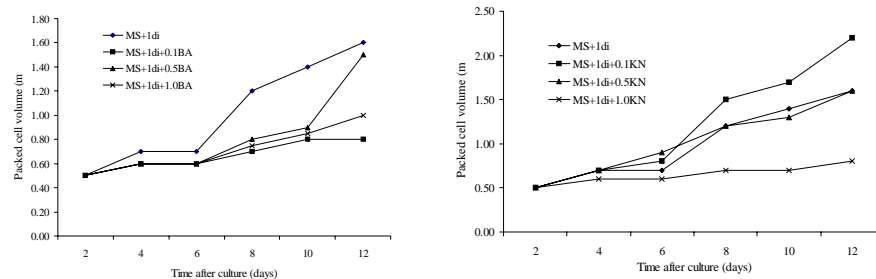 1.80
1.60
1.40
1.20
1.00
0.80
0.60
0.40
0.20
0.00
Packed cell volume (m
MS+1di
MS+1di+0.1BA
MS+1di+0.5BA
MS+1di+1.0BA
2 4 6 8 10 12
Time after culture (days)
2.50
2.00
1.50
1.00
0.50
0.00
Packed cell volume (m
MS+1di
MS+1di+0.1KN
MS+1di+0.5KN
MS+1di+1.0KN
2 4 6 8 10 12
Time after culture (days)